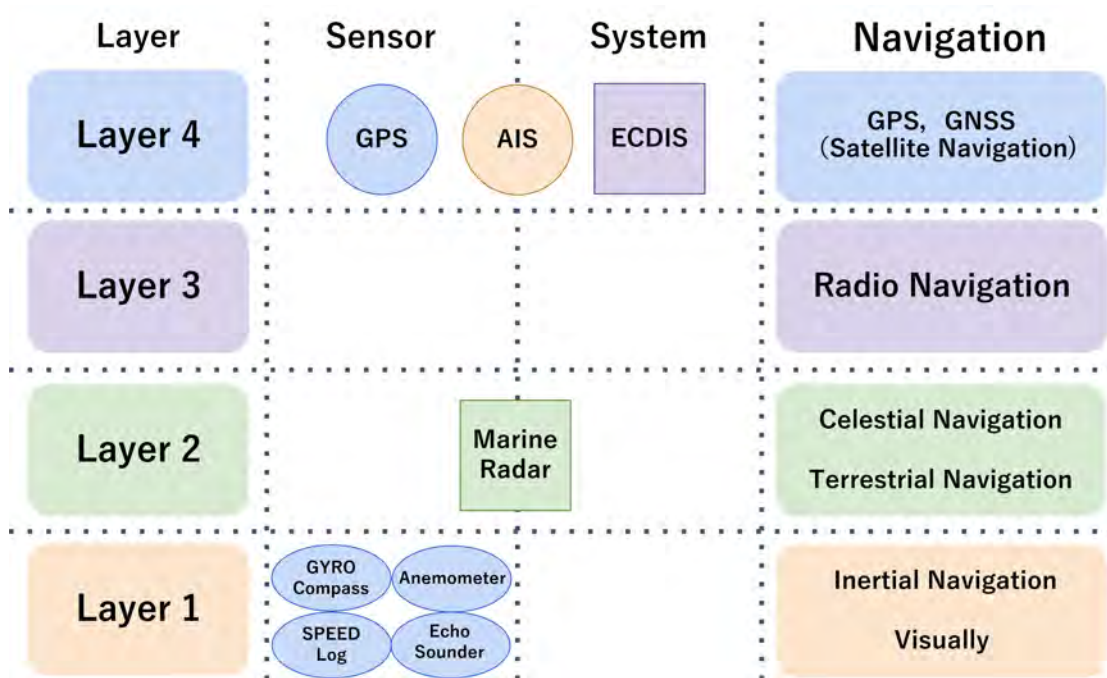 Layer
Sensor
System
Navigation
Layer 4
GPS
AIS
ECDIS
GPS, GNSS
(Satellite Navigation)
Layer 3
Radio Navigation
Layer 2
Marine
Radar
Celestial Navigation
Terrestrial Navigation
Layer 1
GYRO
Compass
Anemometer
SPEED
Log
Echo
Sounder
Inertial Navigation
Visually